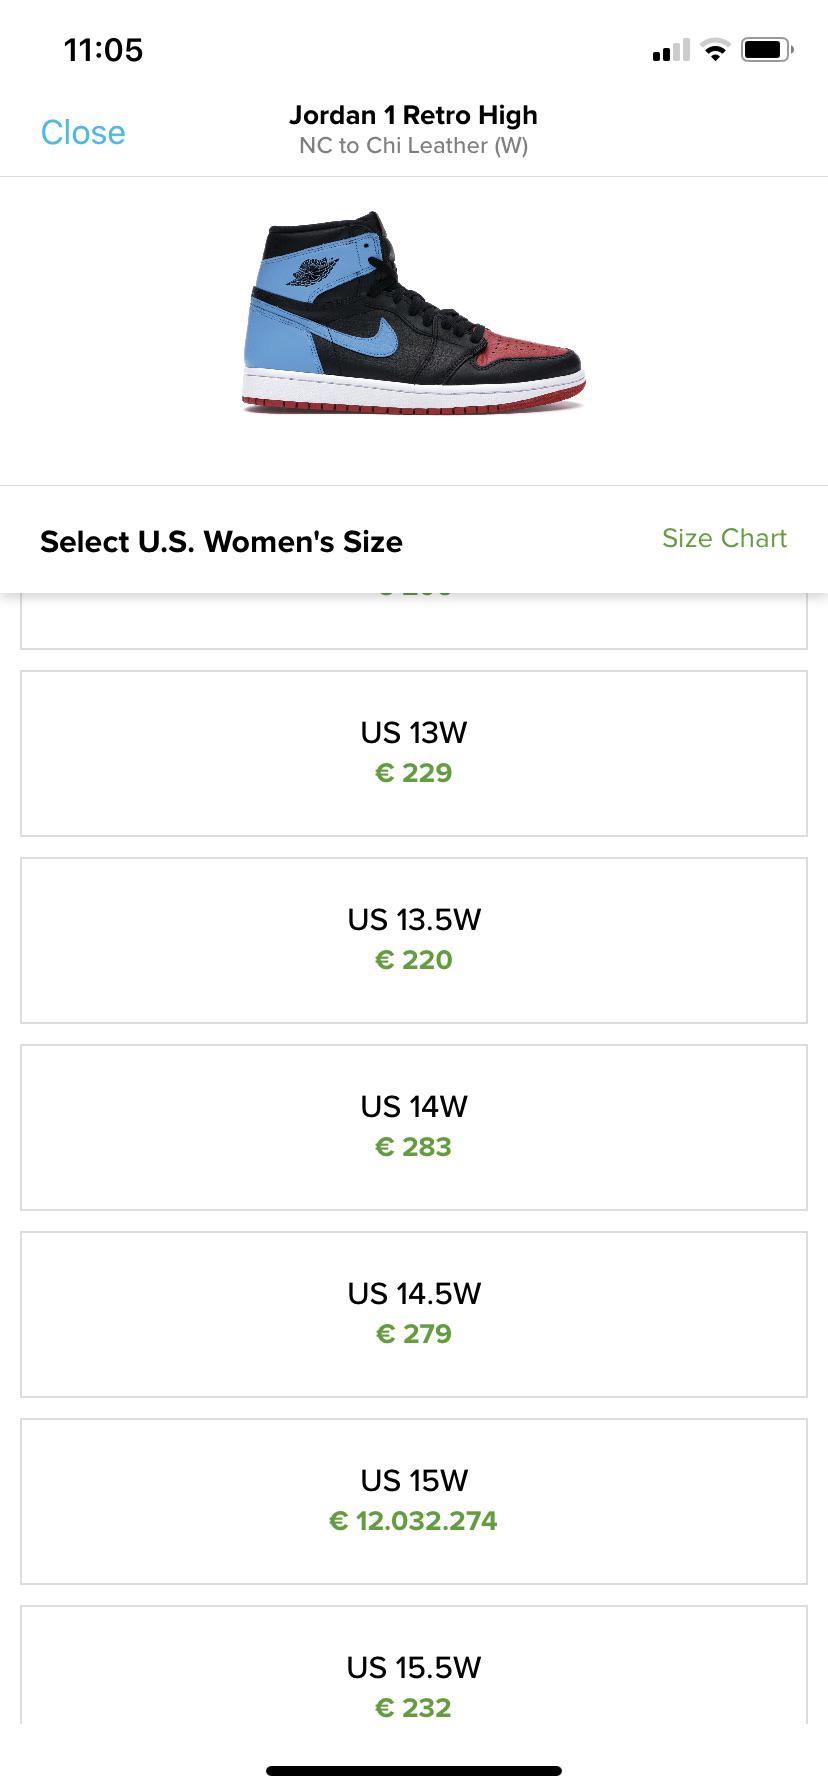 11:05
Close
Jordan 1 Retro High
NC to Chi Leather (W)
Select U.S. Women's Size
Size Chart
US 13W
€ 229
US 13.5W
€ 220
US 14W
€ 283
US 14.5W
€ 279
US 15W
€ 12.032.274
US 15.5W
€ 232